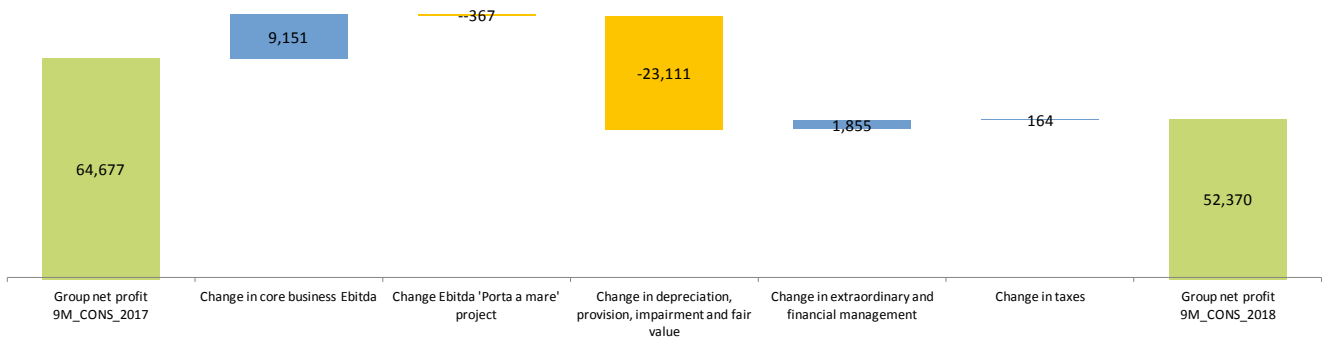 9,151
--367
-23,111
64,677
1,855
164
52,370
Group net profit
9M_CONS_2017
Change in core business Ebitda
Change Ebitda 'Porta a mare'
project
Change in depreciation,
provision, impairment and fair
value
Change in extraordinary and
financial management
Change in taxes
Group net profit
9M_CONS_2018